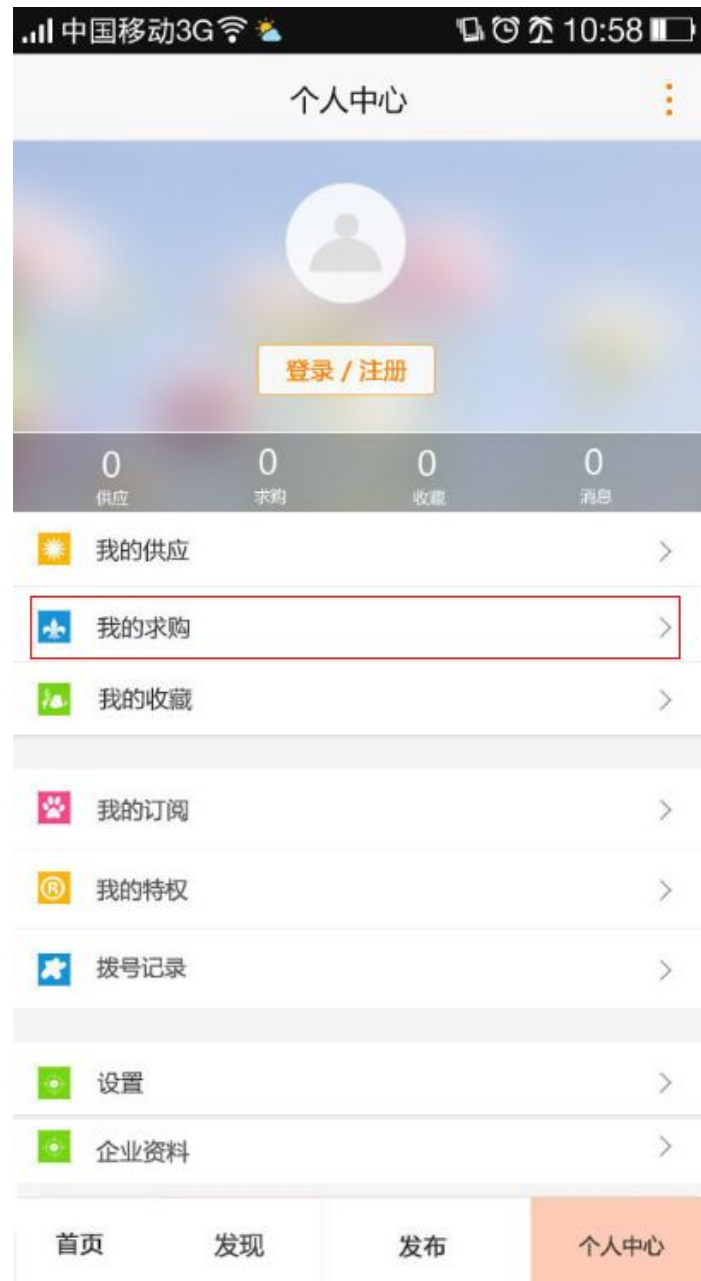 中国移动3G 10:58
个人中心
登录 / 注册
0 0 0 0
供应 求购 收藏 消息
我的供应
我的求购
我的收藏
我的订阅
® 我的特权
拨号记录
设置
企业资料
首页 发现 发布 个人中心